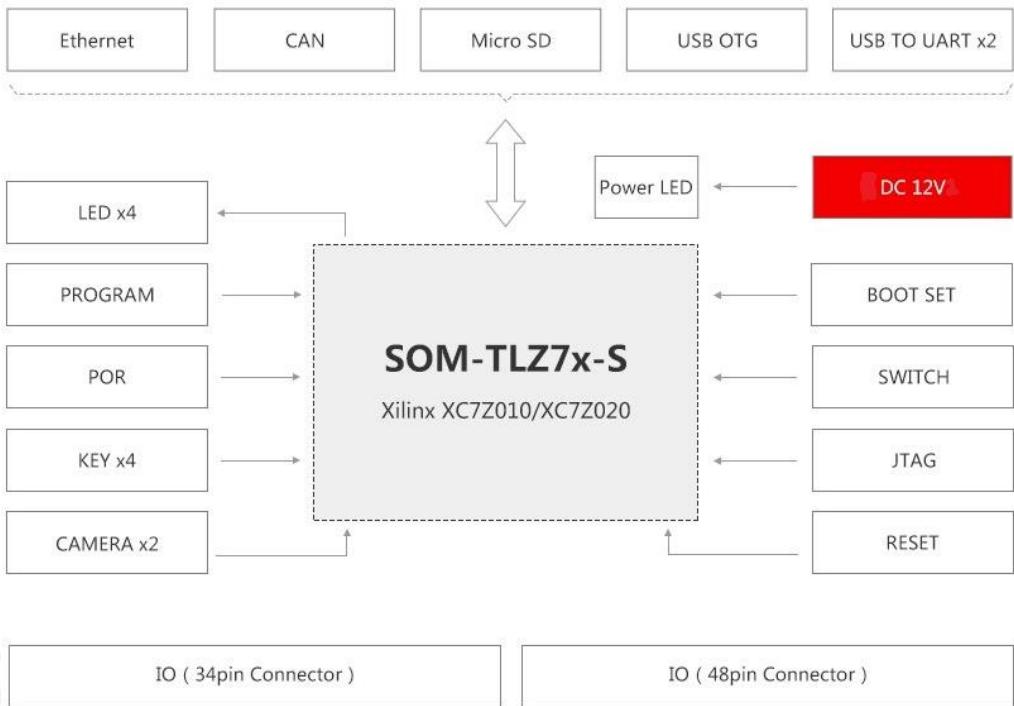 Ethernet
CAN
Micro SD
USB OTG
USB TO UART x2
Power LED
DC 12V
LED x4
PROGRAM
BOOT SET
SOM-TLZ7x-S
POR
SWITCH
Xilinx XC7Z010/XC7Z020
KEY x4
JTAG
CAMERA x2
RESET
IO ( 34pin Connector )
IO ( 48pin Connector )